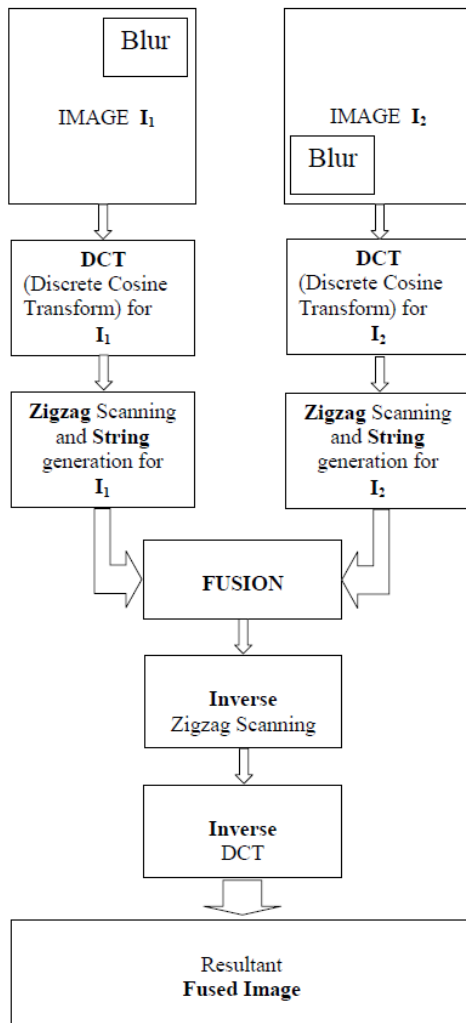 Blur
IMAGE I₁
IMAGE I₂
Blur
DCT
(Discrete Cosine
Transform) for
I₁
DCT
(Discrete Cosine
Transform) for
I₂
Zigzag Scanning
and String
generation for
I₁
Zigzag Scanning
and String
generation for
I₂
FUSION
Inverse
Zigzag Scanning
Inverse
DCT
Resultant
Fused Image